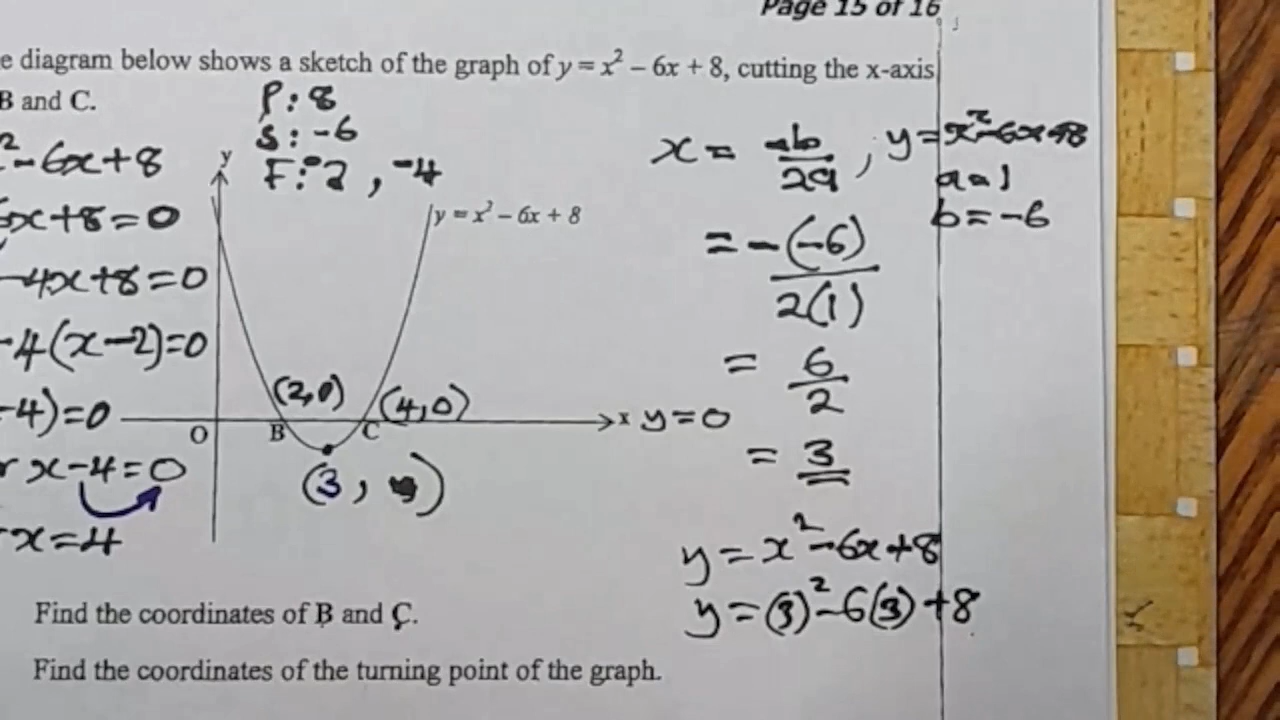 Page 15 of 16
e diagram below shows a sketch of the graph of y = x² – 6x + 8, cutting the x-axis
B and C.
P: 8
S: -6
F: -2, -4
² - 6x + 8
6x + 8 = 0
-4x + 8 = 0
-4(x - 2) = 0
-4) = 0
r x - 4 = 0
x = 4
y
y = x² – 6x + 8
(2,0)
(4,0)
O
B
C
x
y = 0
(3, )
x = -b/2a, y = x² - 6x + 8
a = 1
b = -6
= -(-6)/2(1)
= 6/2
= 3
y = x² - 6x + 8
y = (3)² - 6(3) + 8
Find the coordinates of B and C.
Find the coordinates of the turning point of the graph.